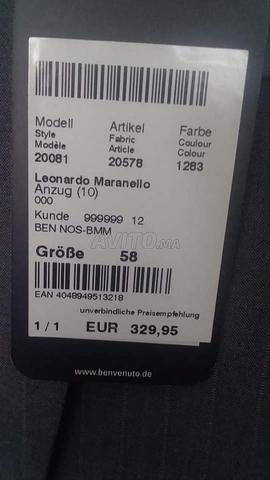 Modell Artikel Farbe
Style Fabric Coulour
Modèle Article Colour
20081 20578 1283
Leonardo Maranello
Anzug (10)
000
Kunde 999999 12
BEN NOS-BMM
AVITO.MA
Größe 58
EAN 4048949513218
unverbindliche Preisempfehlung
1 / 1 EUR 329,95
www.benvenuto.de